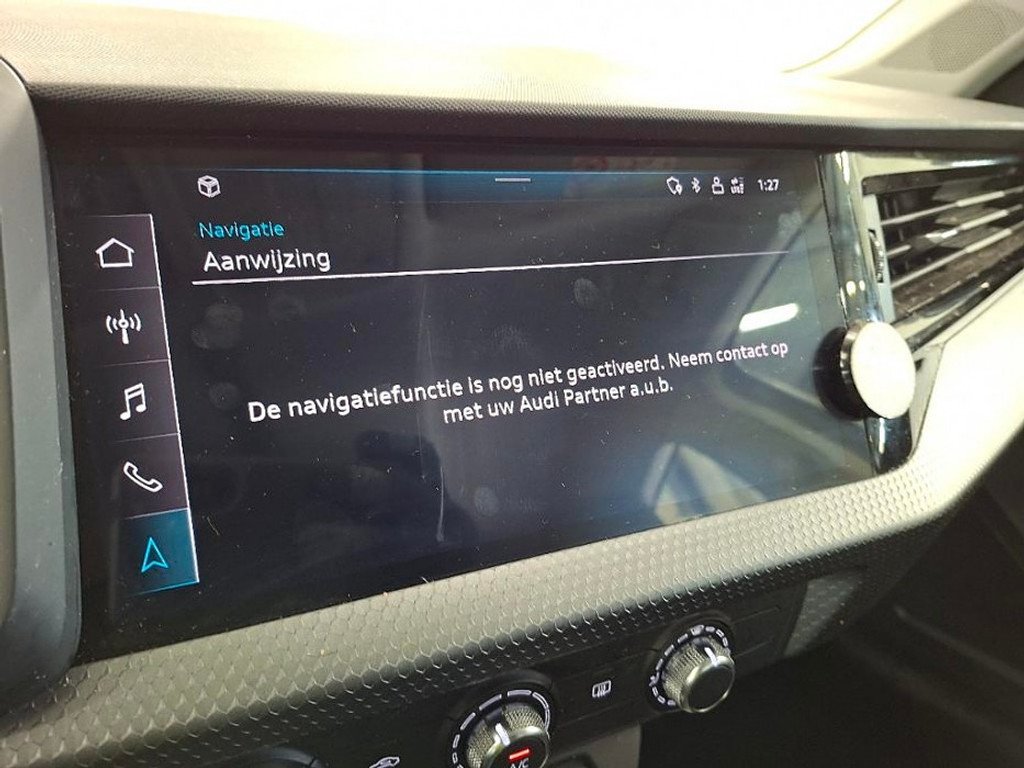 1:27
Navigatie
Aanwijzing
De navigatiefunctie is nog niet geactiveerd. Neem contact op
met uw Audi Partner a.u.b.
A/C